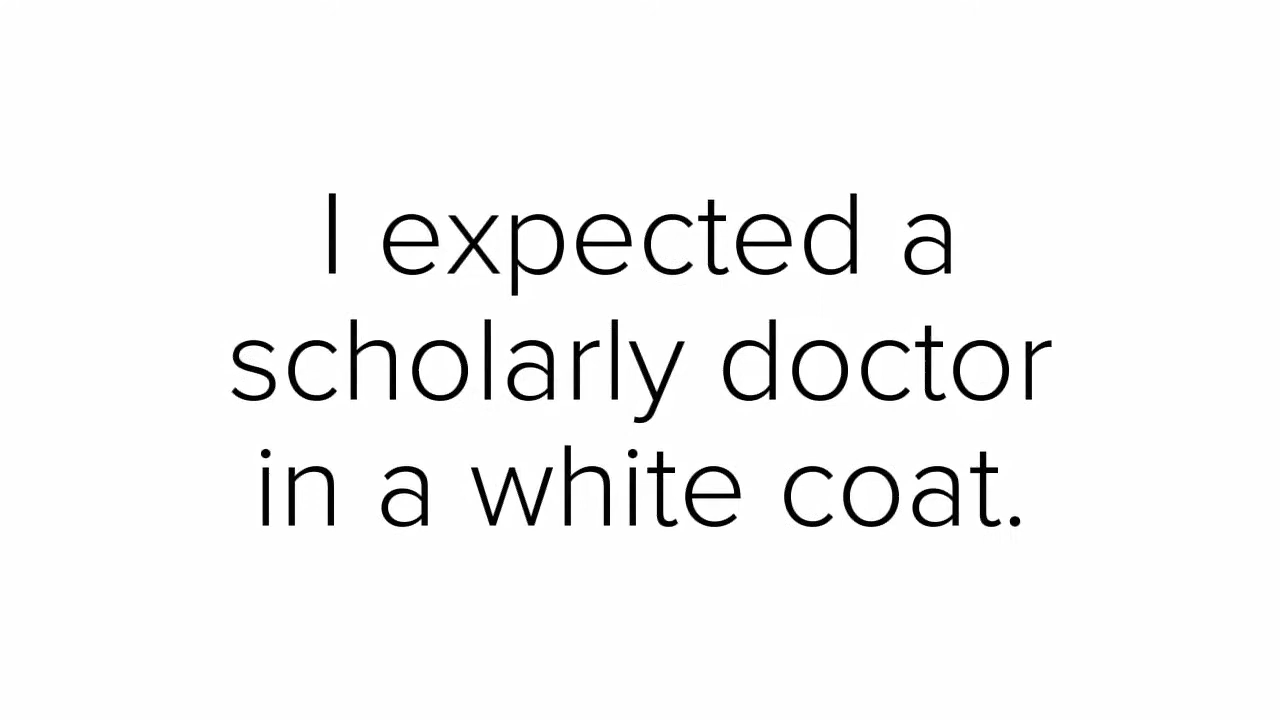 I expected a
scholarly doctor
in a white coat.